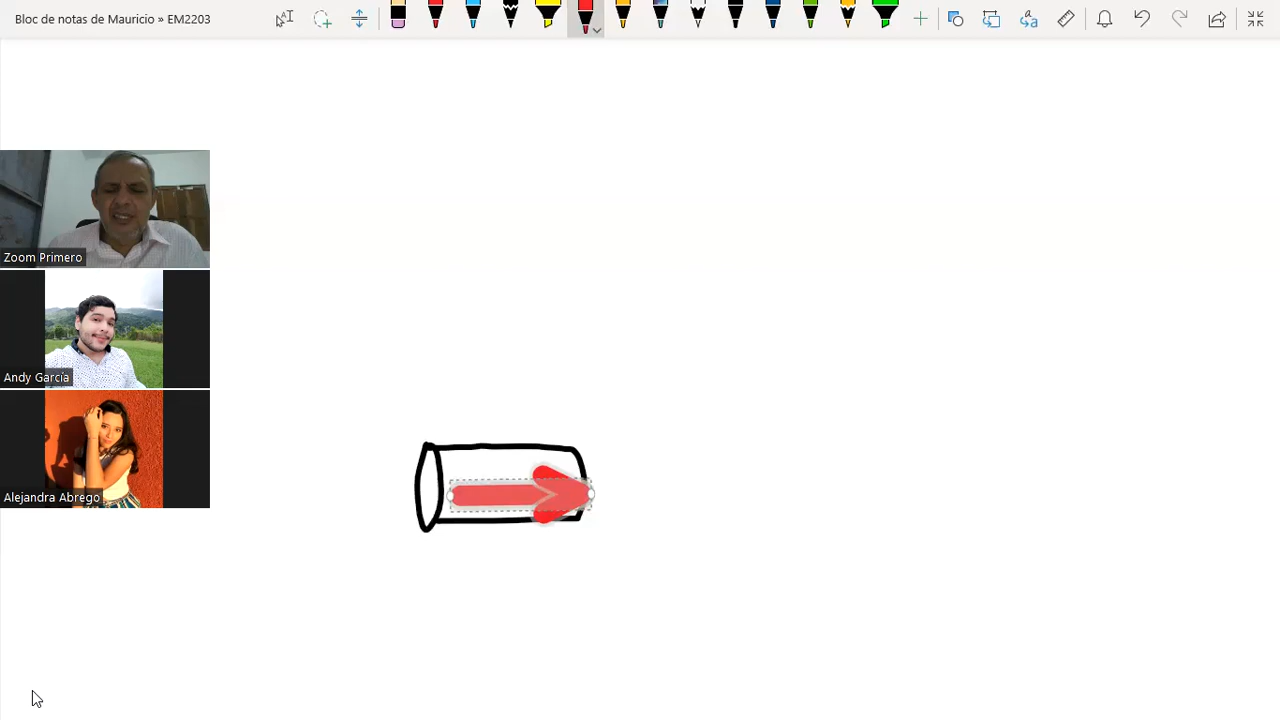 Bloc de notas de Mauricio » EM2203
Zoom Primero
Andy García
Alejandra Abrego